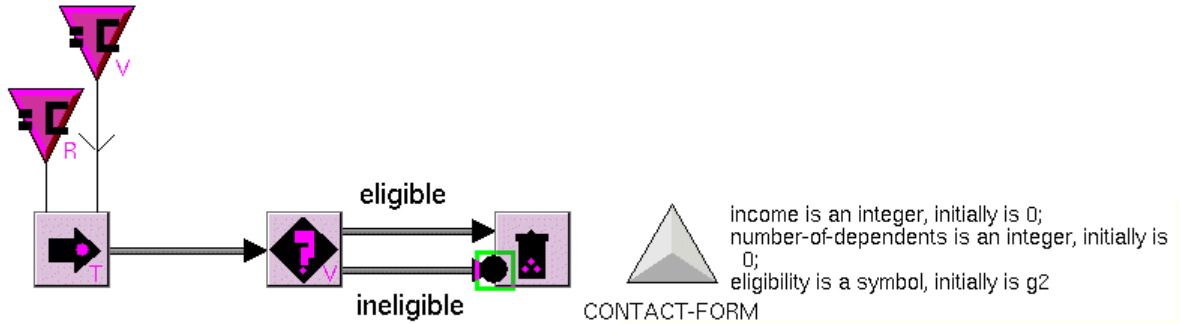 V
R
eligible
T
V
ineligible
income is an integer, initially is 0;
number-of-dependents is an integer, initially is
0;
eligibility is a symbol, initially is g2
CONTACT-FORM